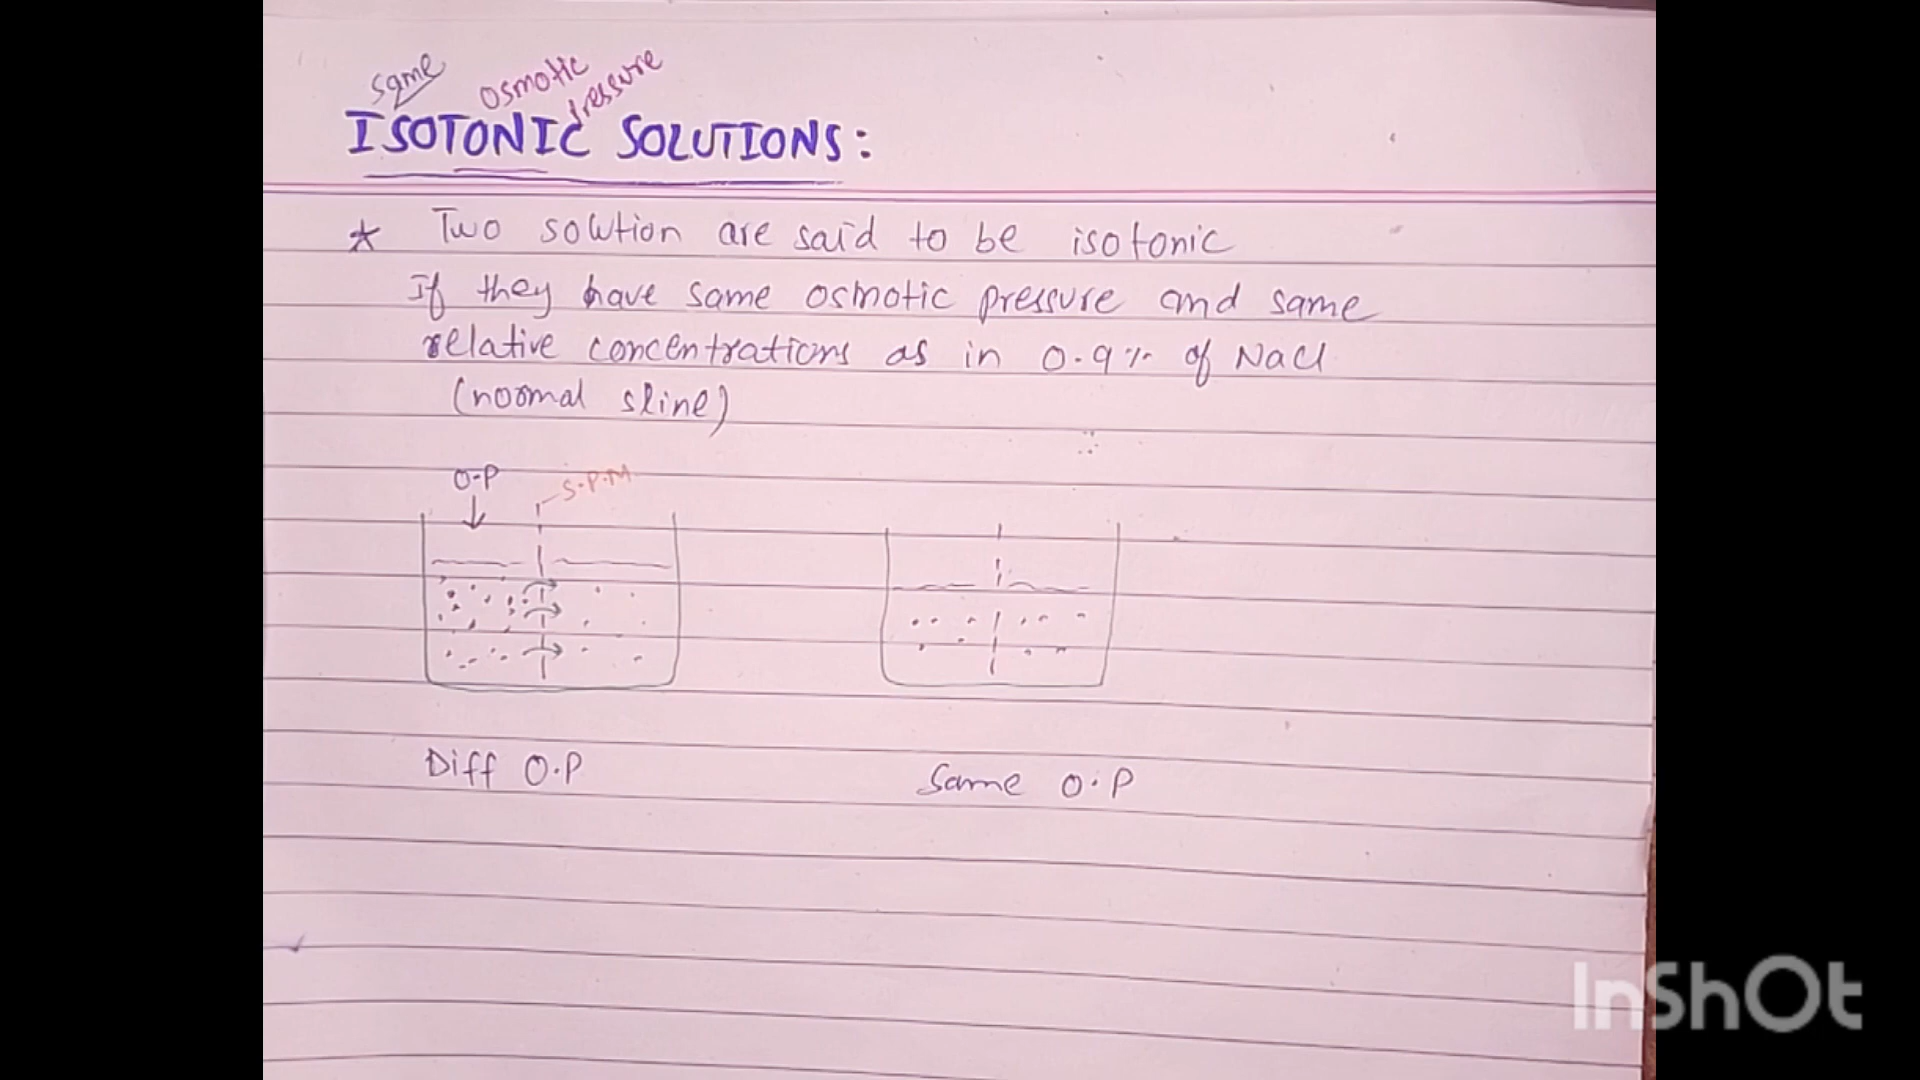 same osmotic pressure
ISOTONIC SOLUTIONS:
* Two solution are said to be isotonic
If they have same osmotic pressure and same
relative concentrations as in 0.9% of NaCl
(normal sline)
O-P
S.P.M
Diff O.P
Same O.P
InShOt